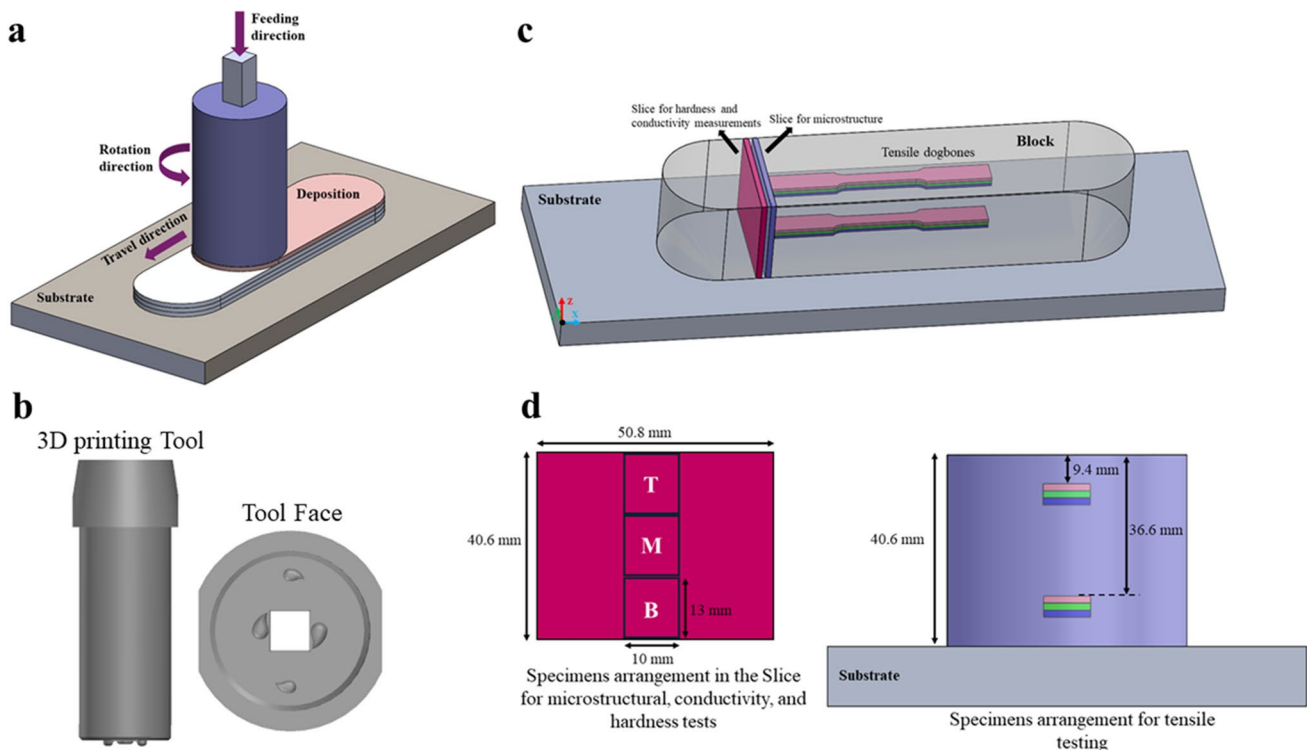 a
Feeding
direction
Rotation
direction
Deposition
Travel direction
Substrate
b
3D printing Tool
Tool Face
c
Slice for hardness and
conductivity measurements
Slice for microstructure
Block
Tensile dogbones
Substrate
z
x
d
50.8 mm
40.6 mm
T
M
B
13 mm
10 mm
Specimens arrangement in the Slice
for microstructural, conductivity, and
hardness tests
9.4 mm
36.6 mm
40.6 mm
Substrate
Specimens arrangement for tensile
testing